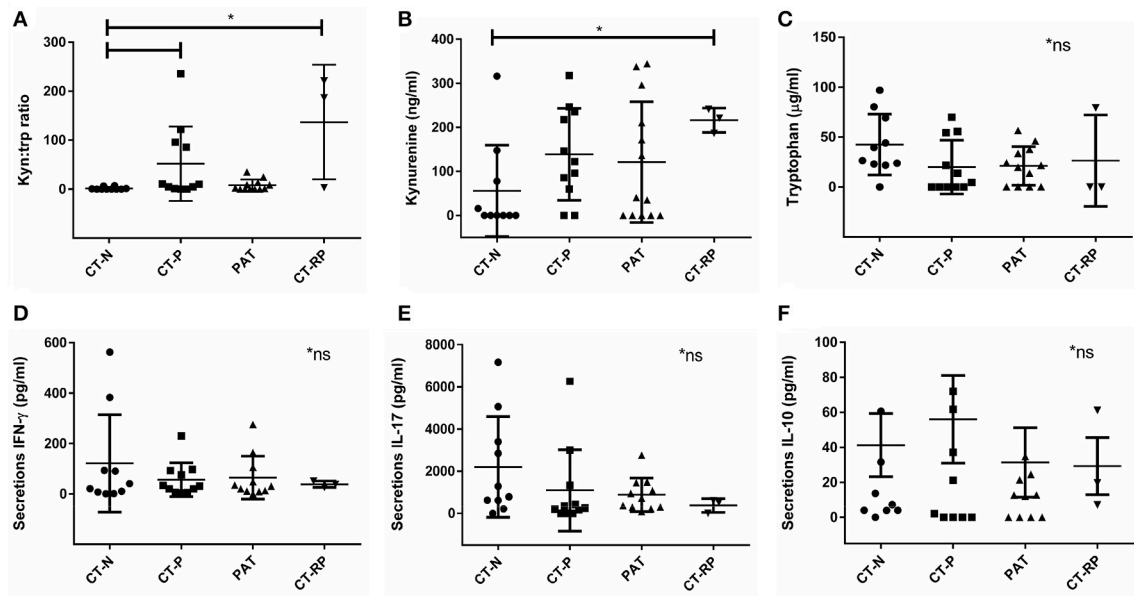 A
*
Kyn:trp ratio
300
200
100
0
CT-N
CT-P
PAT
CT-RP
B
*
Kynurenine (ng/ml)
400
300
200
100
0
CT-N
CT-P
PAT
CT-RP
C
*ns
Tryptophan (µg/ml)
150
100
50
0
CT-N
CT-P
PAT
CT-RP
D
*ns
Secretions IFN-γ (pg/ml)
600
400
200
0
CT-N
CT-P
PAT
CT-RP
E
*ns
Secretions IL-17 (pg/ml)
8000
6000
4000
2000
0
CT-N
CT-P
PAT
CT-RP
F
*ns
Secretions IL-10 (pg/ml)
100
80
60
40
20
0
CT-N
CT-P
PAT
CT-RP